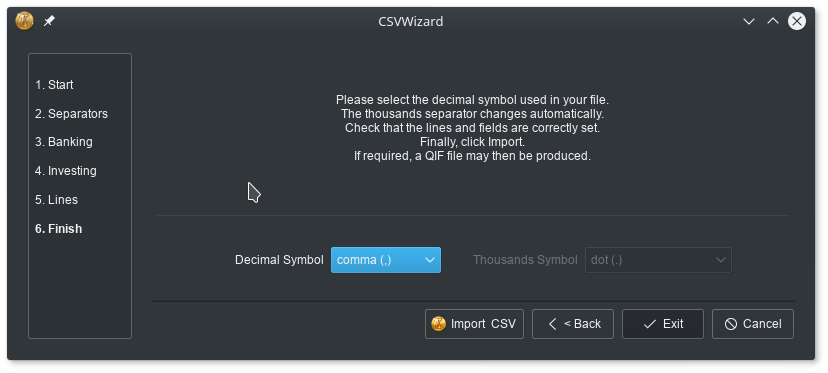 CSVWizard
1. Start
2. Separators
3. Banking
4. Investing
5. Lines
6. Finish
Please select the decimal symbol used in your file.
The thousands separator changes automatically.
Check that the lines and fields are correctly set.
Finally, click Import.
If required, a QIF file may then be produced.
Decimal Symbol comma (,) Thousands Symbol dot (.)
Import CSV < Back Exit Cancel